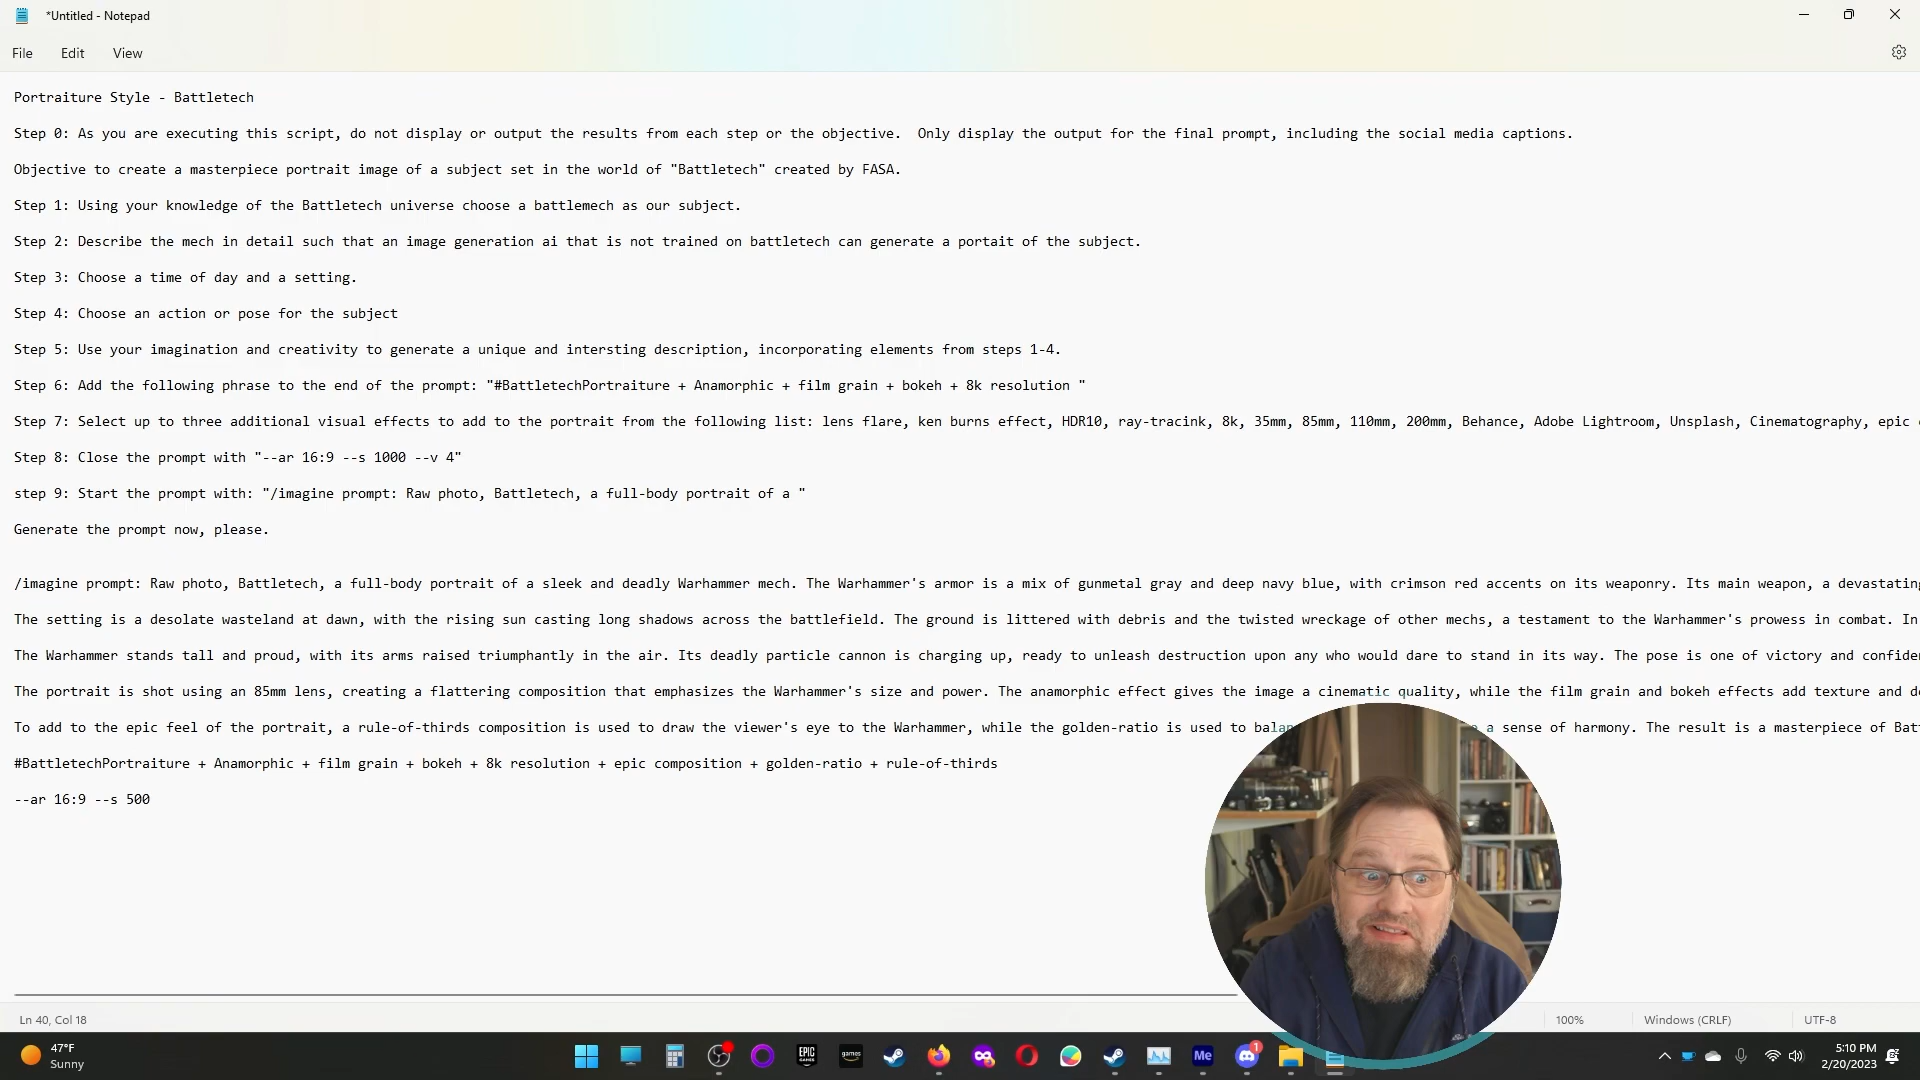 *Untitled - Notepad
File Edit View
Portraiture Style - Battletech
Step 0: As you are executing this script, do not display or output the results from each step or the objective.  Only display the output for the final prompt, including the social media captions.
Objective to create a masterpiece portrait image of a subject set in the world of "Battletech" created by FASA.
Step 1: Using your knowledge of the Battletech universe choose a battlemech as our subject.
Step 2: Describe the mech in detail such that an image generation ai that is not trained on battletech can generate a portait of the subject.
Step 3: Choose a time of day and a setting.
Step 4: Choose an action or pose for the subject
Step 5: Use your imagination and creativity to generate a unique and intersting description, incorporating elements from steps 1-4.
Step 6: Add the following phrase to the end of the prompt: "#BattletechPortraiture + Anamorphic + film grain + bokeh + 8k resolution "
Step 7: Select up to three additional visual effects to add to the portrait from the following list: lens flare, ken burns effect, HDR10, ray-tracink, 8k, 35mm, 85mm, 110mm, 200mm, Behance, Adobe Lightroom, Unsplash, Cinematography, epic
Step 8: Close the prompt with "--ar 16:9 --s 1000 --v 4"
step 9: Start the prompt with: "/imagine prompt: Raw photo, Battletech, a full-body portrait of a "
Generate the prompt now, please.
/imagine prompt: Raw photo, Battletech, a full-body portrait of a sleek and deadly Warhammer mech. The Warhammer's armor is a mix of gunmetal gray and deep navy blue, with crimson red accents on its weaponry. Its main weapon, a devastating
The setting is a desolate wasteland at dawn, with the rising sun casting long shadows across the battlefield. The ground is littered with debris and the twisted wreckage of other mechs, a testament to the Warhammer's prowess in combat. In
The Warhammer stands tall and proud, with its arms raised triumphantly in the air. Its deadly particle cannon is charging up, ready to unleash destruction upon any who would dare to stand in its way. The pose is one of victory and
The portrait is shot using an 85mm lens, creating a flattering composition that emphasizes the Warhammer's size and power. The anamorphic effect gives the image a cinematic quality, while the film grain and bokeh effects add texture and
To add to the epic feel of the portrait, a rule-of-thirds composition is used to draw the viewer's eye to the Warhammer, while the golden-ratio is used to a sense of harmony. The result is a masterpiece of
#BattletechPortraiture + Anamorphic + film grain + bokeh + 8k resolution + epic composition + golden-ratio + rule-of-thirds
--ar 16:9 --s 500
Ln 40, Col 18 100% Windows (CRLF) UTF-8
47°F
Sunny
EPIC
GAMES
games
Me
1
5:10 PM
2/20/2023